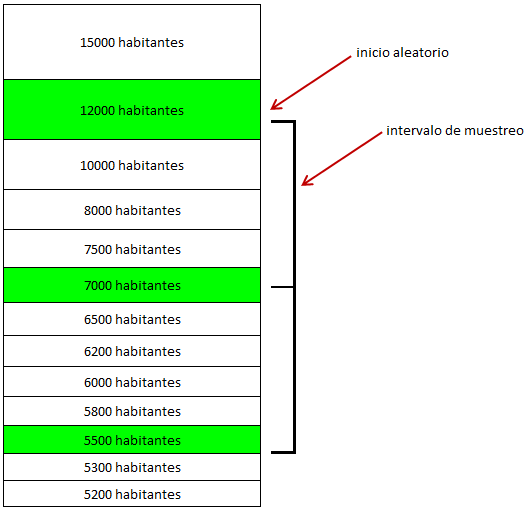 15000 habitantes
inicio aleatorio
12000 habitantes
intervalo de muestreo
10000 habitantes
8000 habitantes
7500 habitantes
7000 habitantes
6500 habitantes
6200 habitantes
6000 habitantes
5800 habitantes
5500 habitantes
5300 habitantes
5200 habitantes